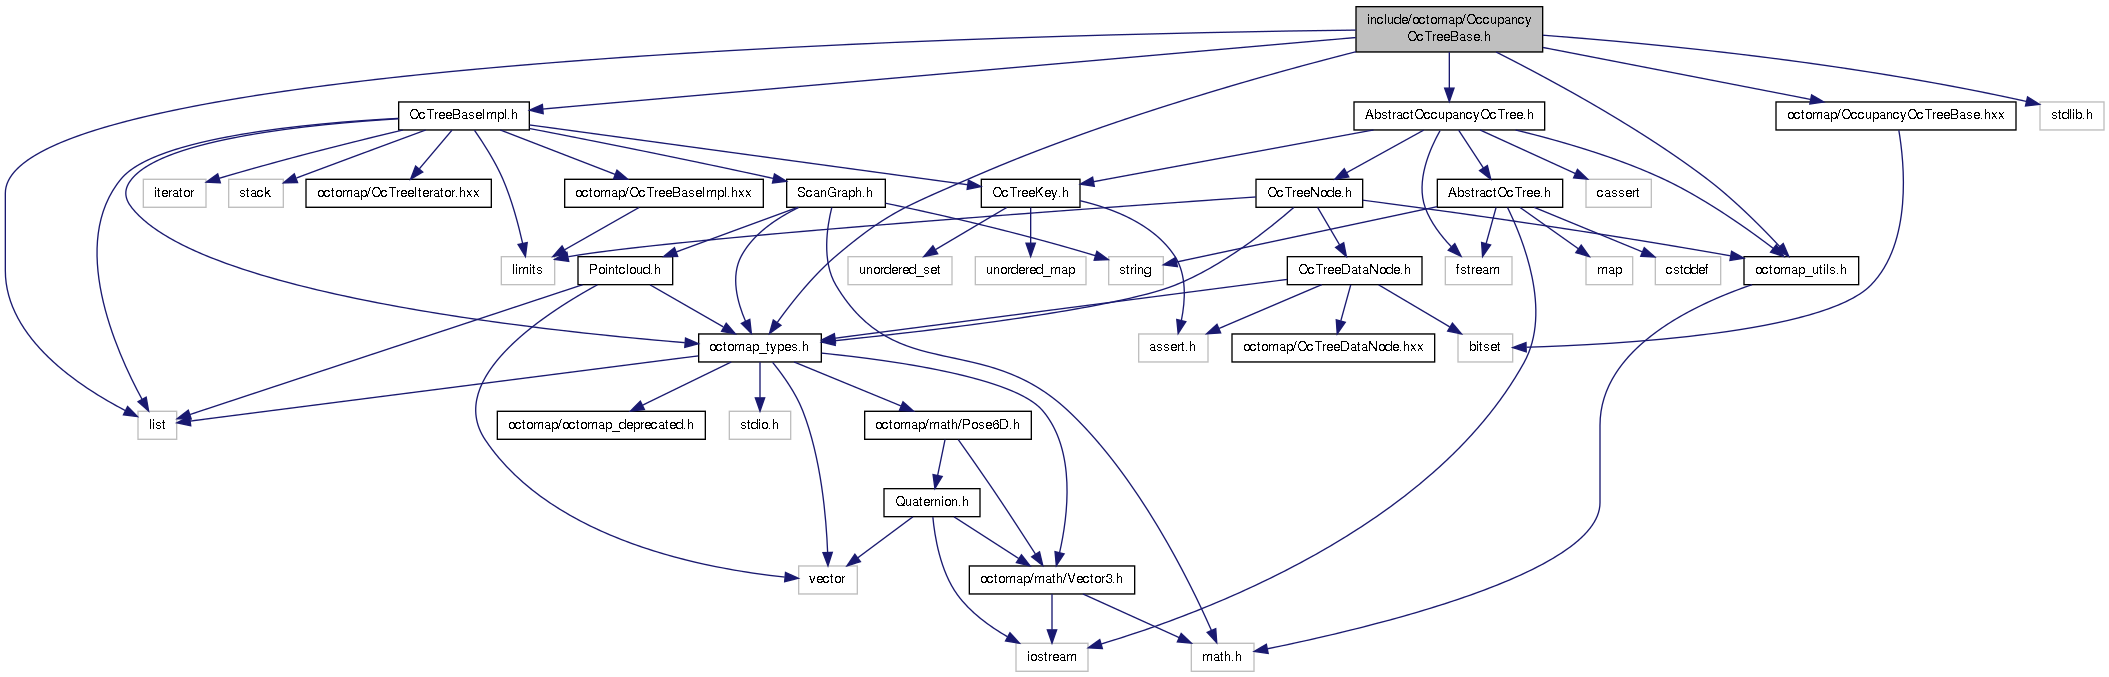 include/octomap/Occupancy
OcTreeBase.h
OcTreeBaseImpl.h
AbstractOccupancyOcTree.h
octomap/OccupancyOcTreeBase.hxx
stdlib.h
iterator
stack
octomap/OcTreeIterator.hxx
octomap/OcTreeBaseImpl.hxx
ScanGraph.h
OcTreeKey.h
OcTreeNode.h
AbstractOcTree.h
cassert
limits
Pointcloud.h
unordered_set
unordered_map
string
OcTreeDataNode.h
fstream
map
cstddef
octomap_utils.h
octomap_types.h
assert.h
octomap/OcTreeDataNode.hxx
bitset
list
octomap/octomap_deprecated.h
stdio.h
octomap/math/Pose6D.h
Quaternion.h
vector
octomap/math/Vector3.h
iostream
math.h